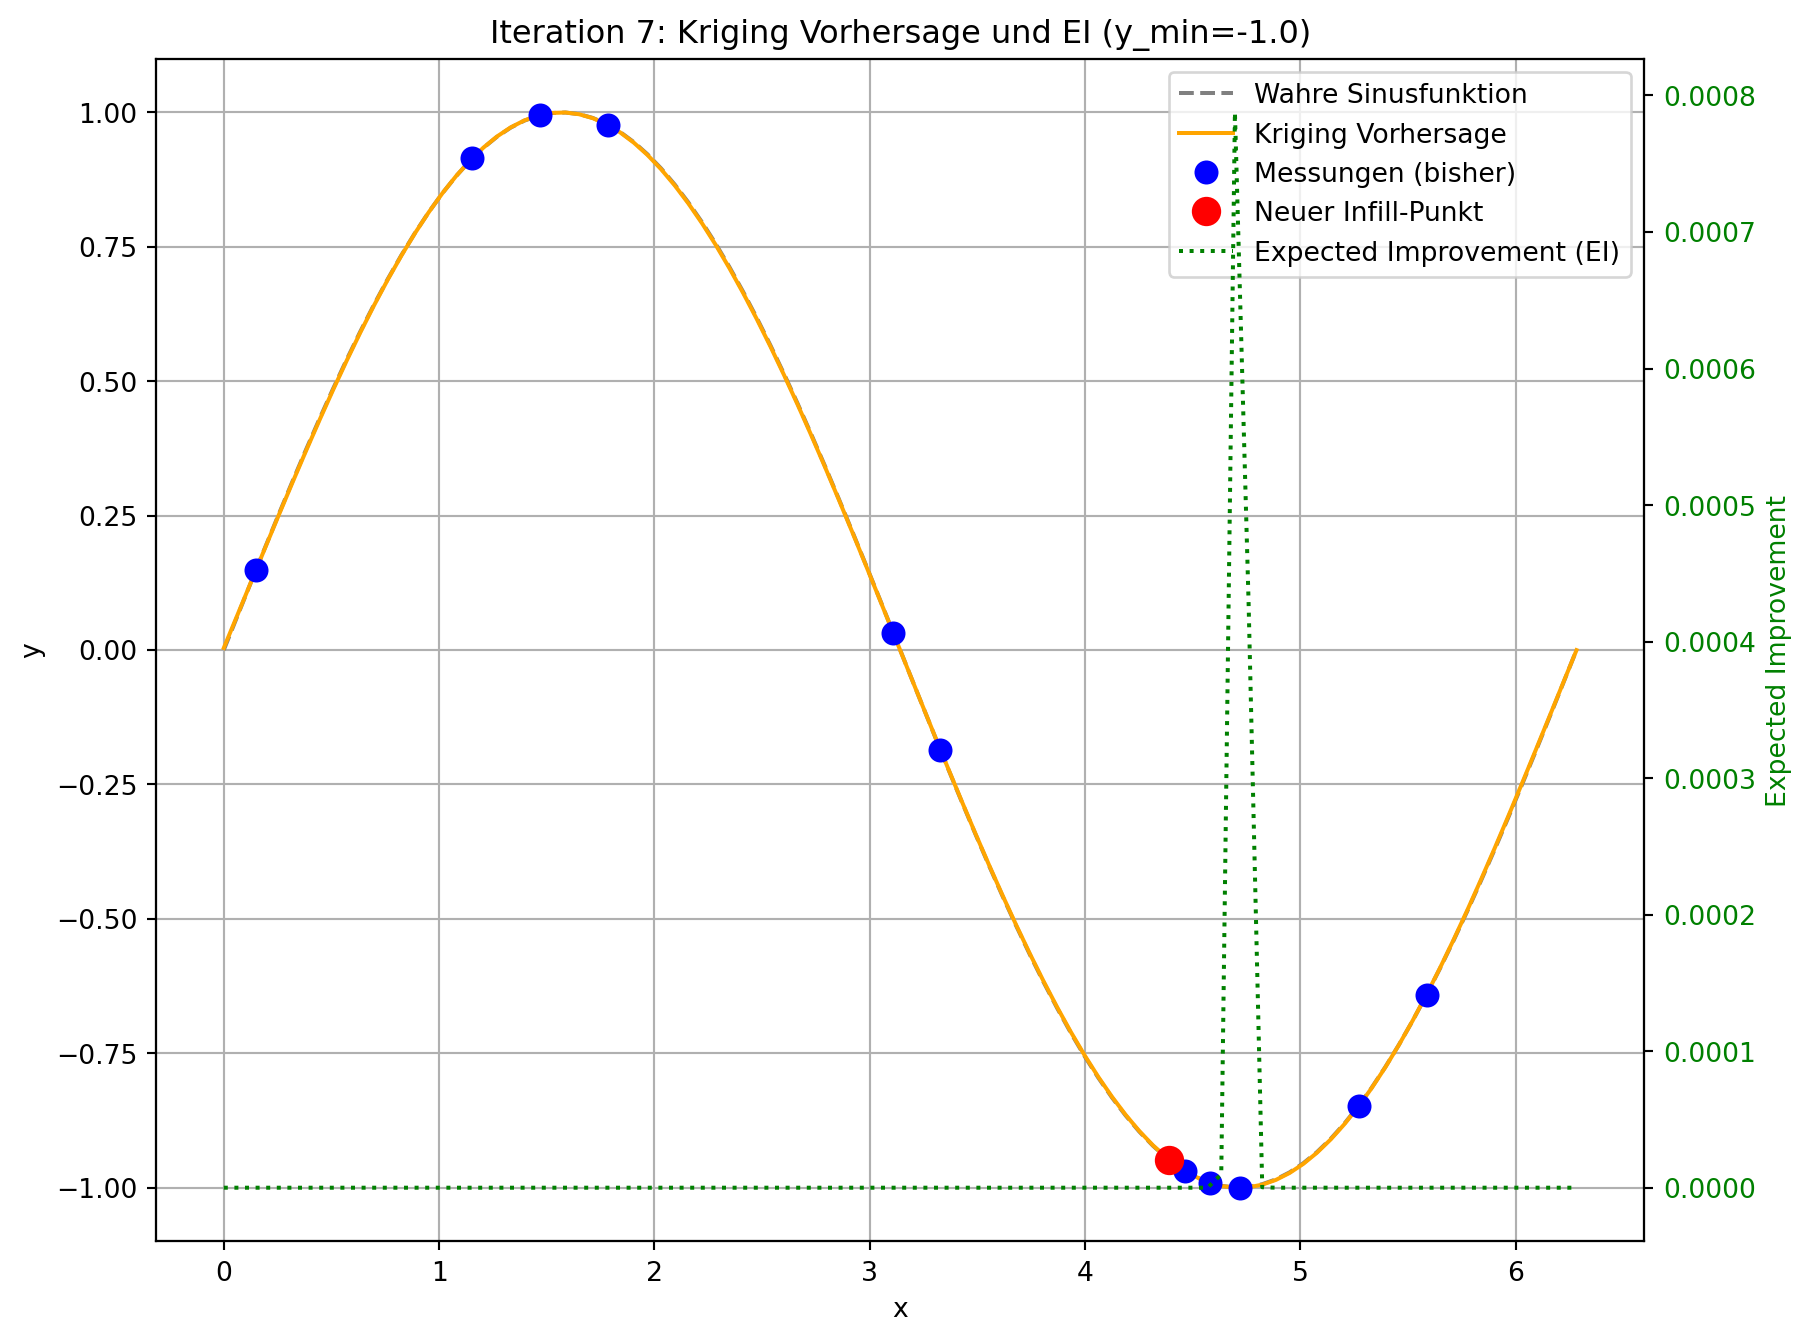 Iteration 7: Kriging Vorhersage und EI (y_min=-1.0)
Wahre Sinusfunktion
Kriging Vorhersage
Messungen (bisher)
Neuer Infill-Punkt
Expected Improvement (EI)
y
1.00
0.75
0.50
0.25
0.00
−0.25
−0.50
−0.75
−1.00
0.0008
0.0007
0.0006
0.0005
0.0004
0.0003
0.0002
0.0001
0.0000
Expected Improvement
0 1 2 3 4 5 6
x